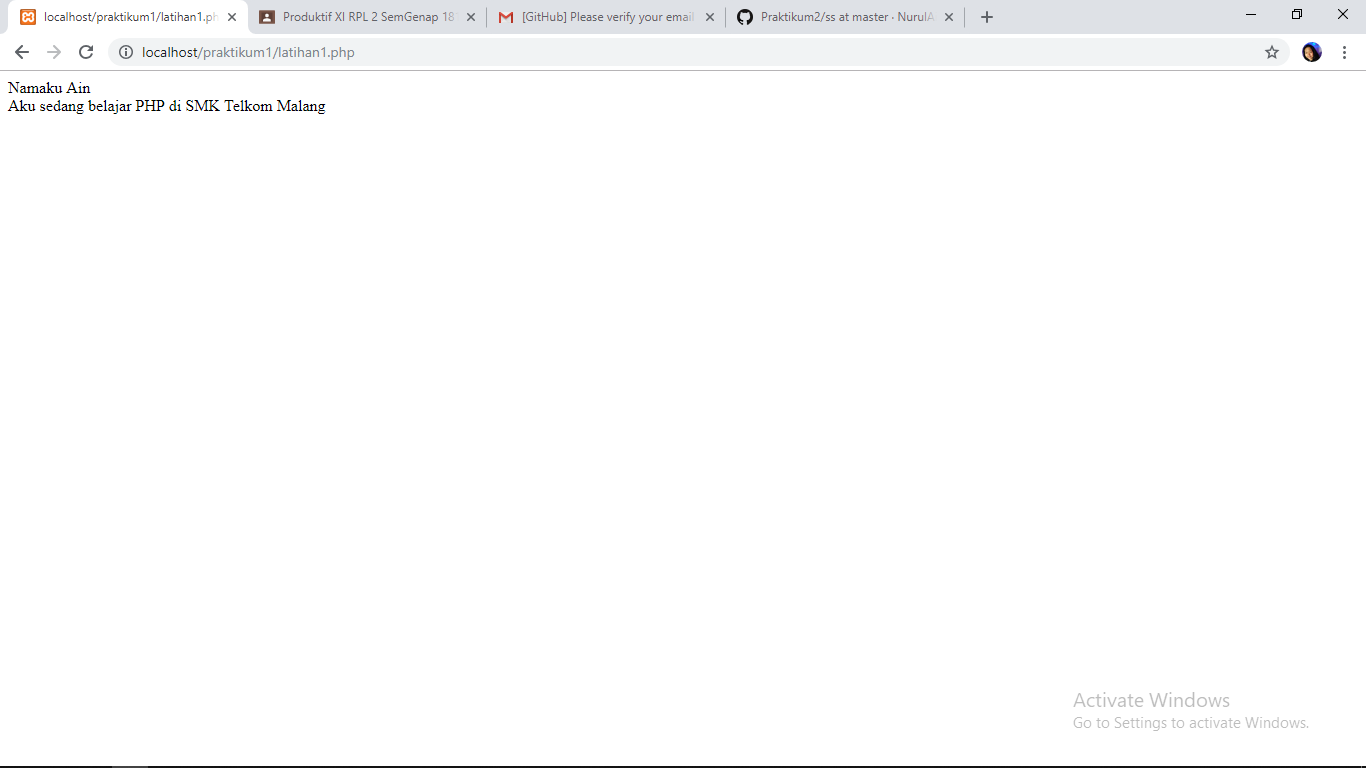 localhost/praktikum1/latihan1.ph
Produktif XI RPL 2 SemGenap 18
[GitHub] Please verify your email
Praktikum2/ss at master · NurulA
localhost/praktikum1/latihan1.php
Namaku Ain
Aku sedang belajar PHP di SMK Telkom Malang
Activate Windows
Go to Settings to activate Windows.